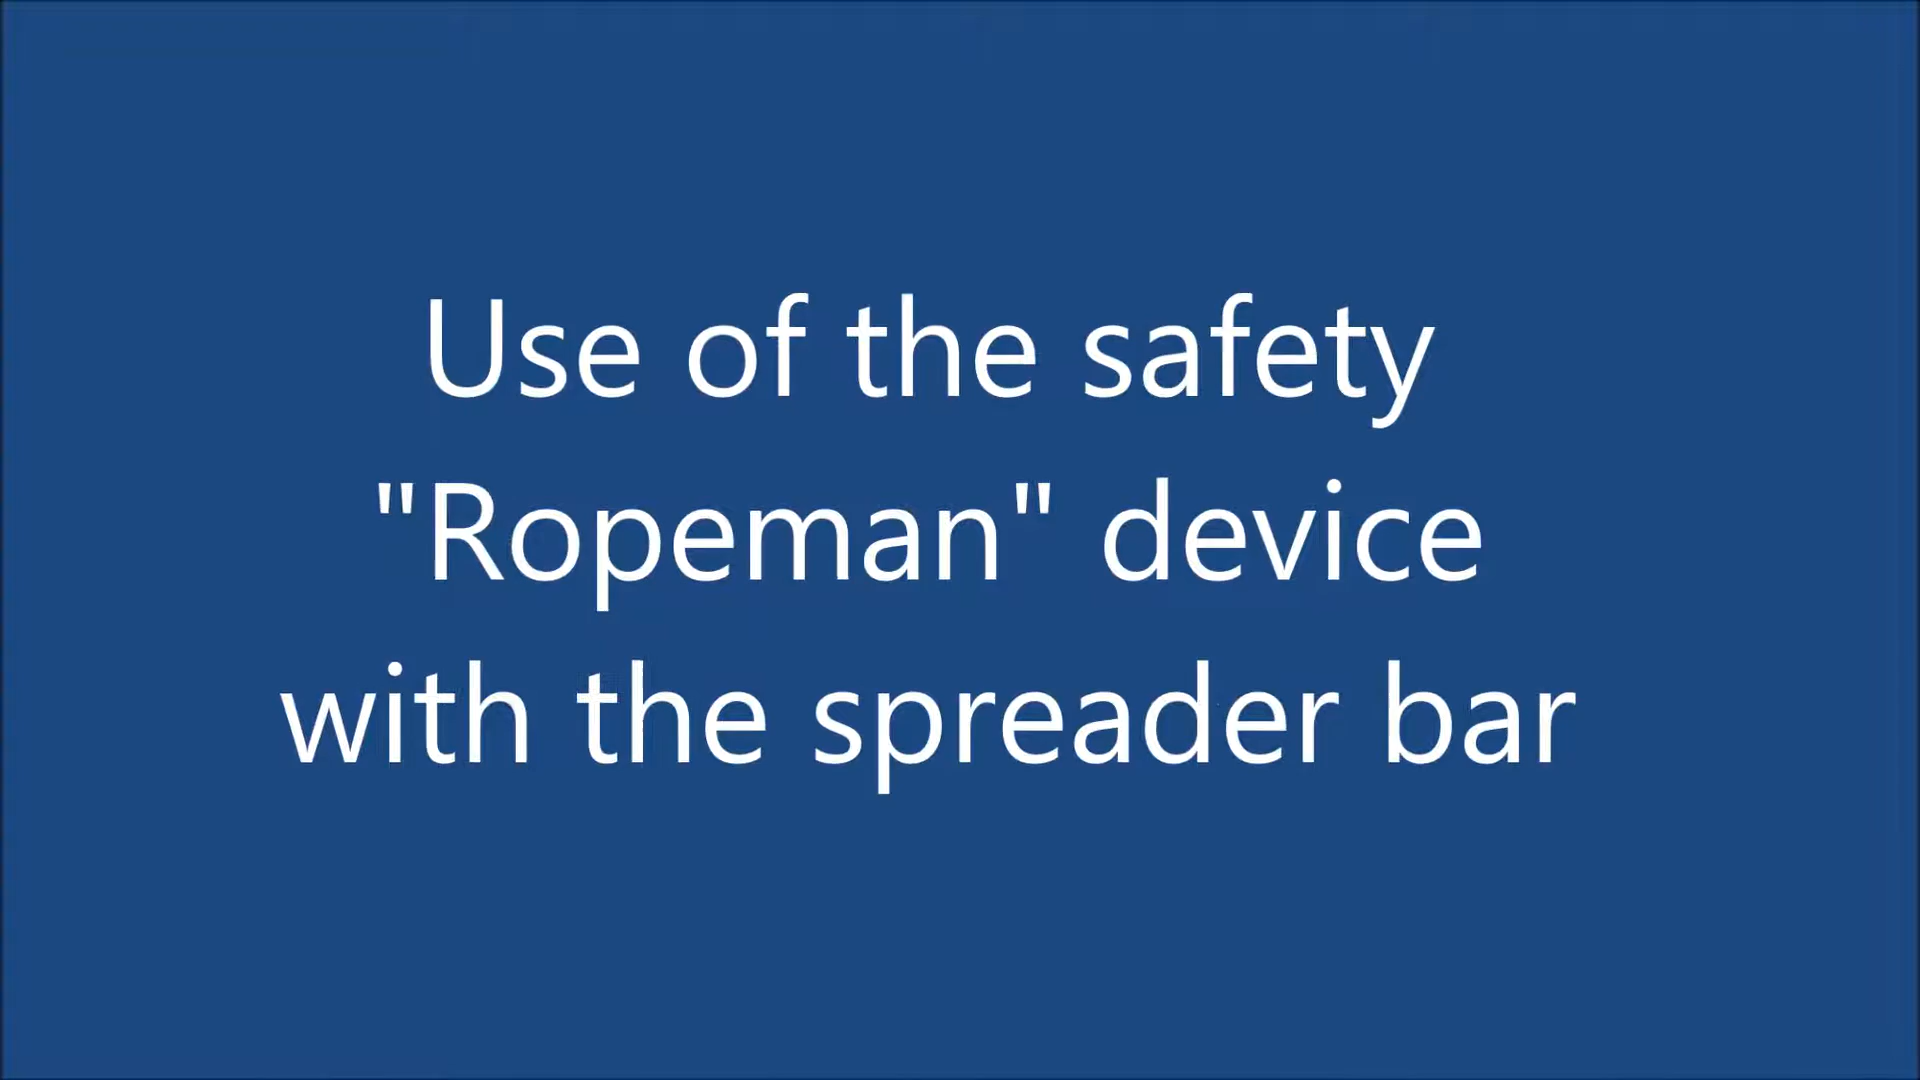 Use of the safety
"Ropeman" device
with the spreader bar